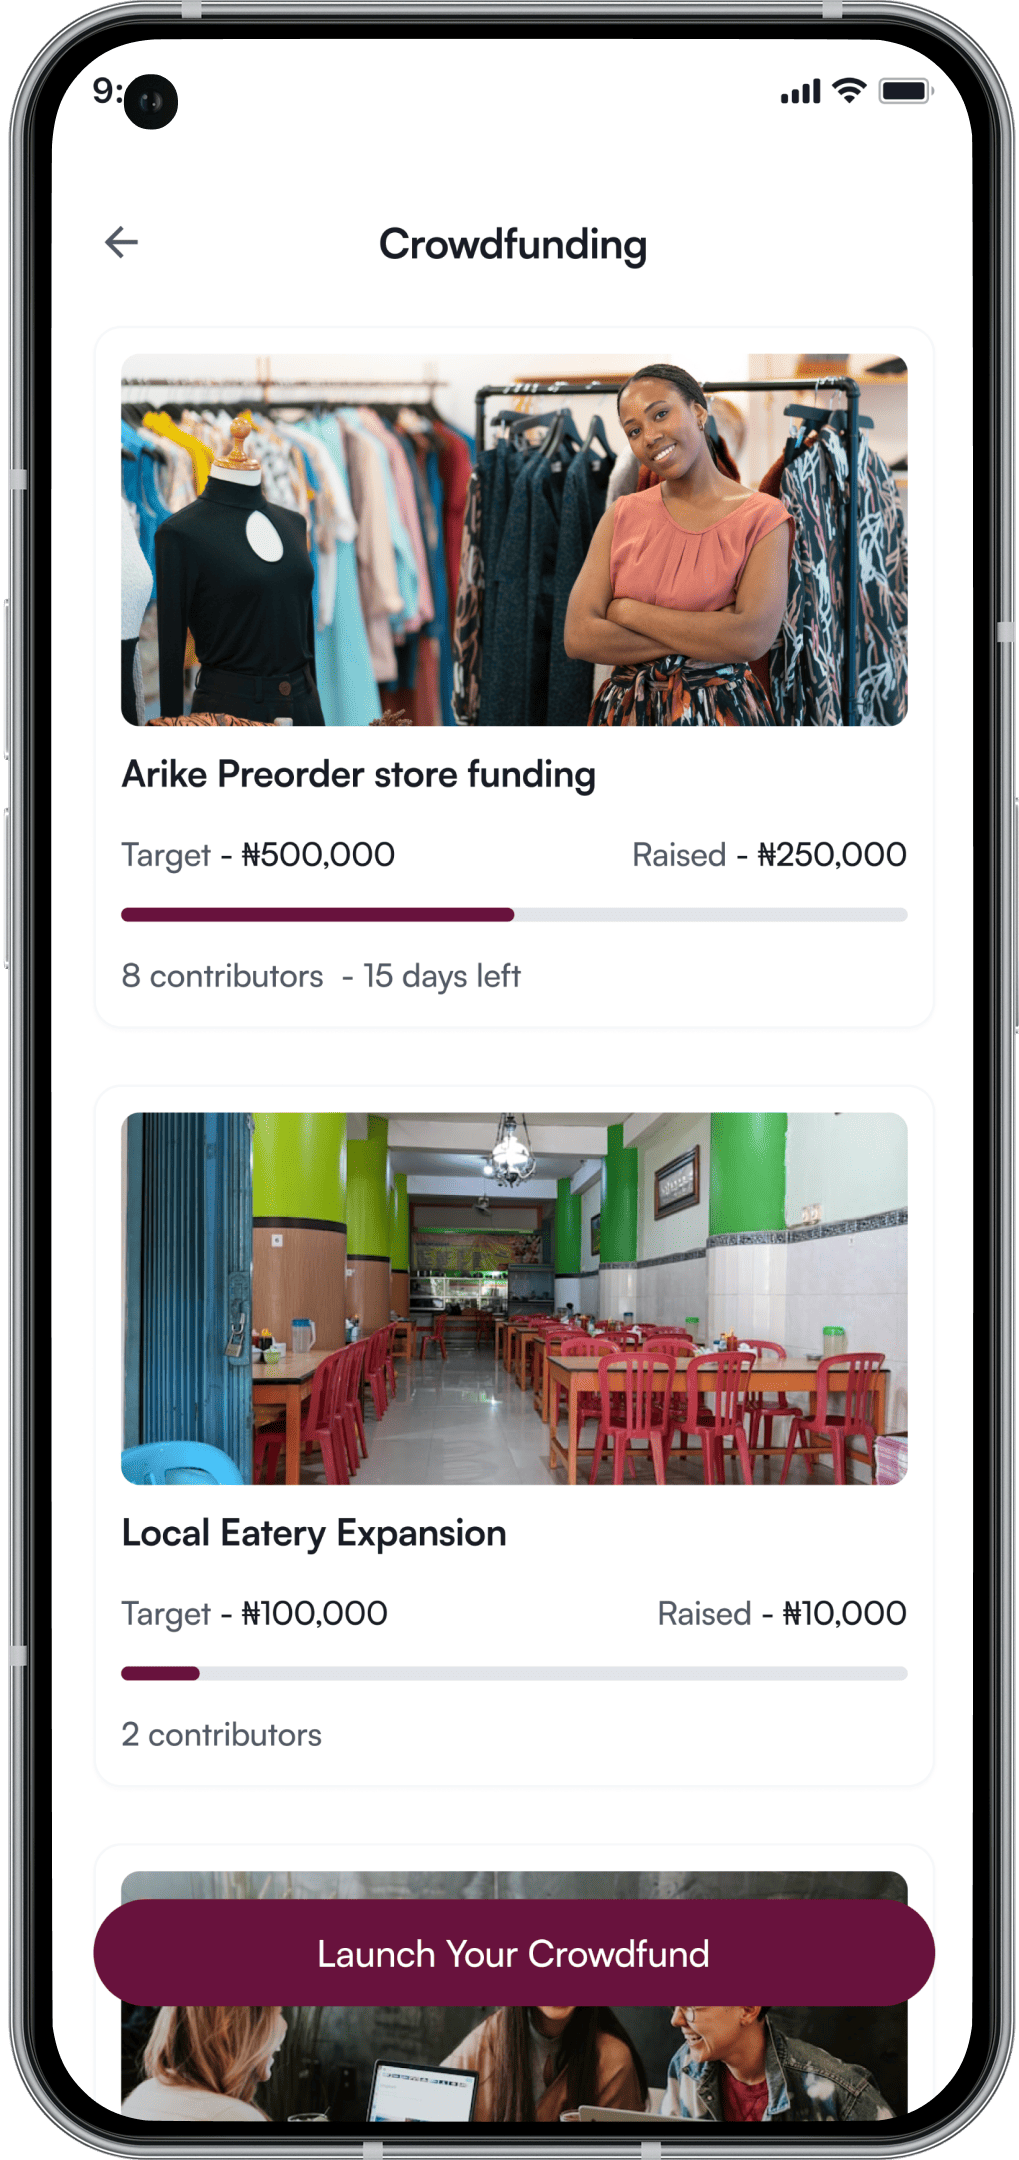 9:
Crowdfunding
Arike Preorder store funding
Target - ₦500,000
Raised - ₦250,000
8 contributors - 15 days left
Local Eatery Expansion
Target - ₦100,000
Raised - ₦10,000
2 contributors
Launch Your Crowdfund